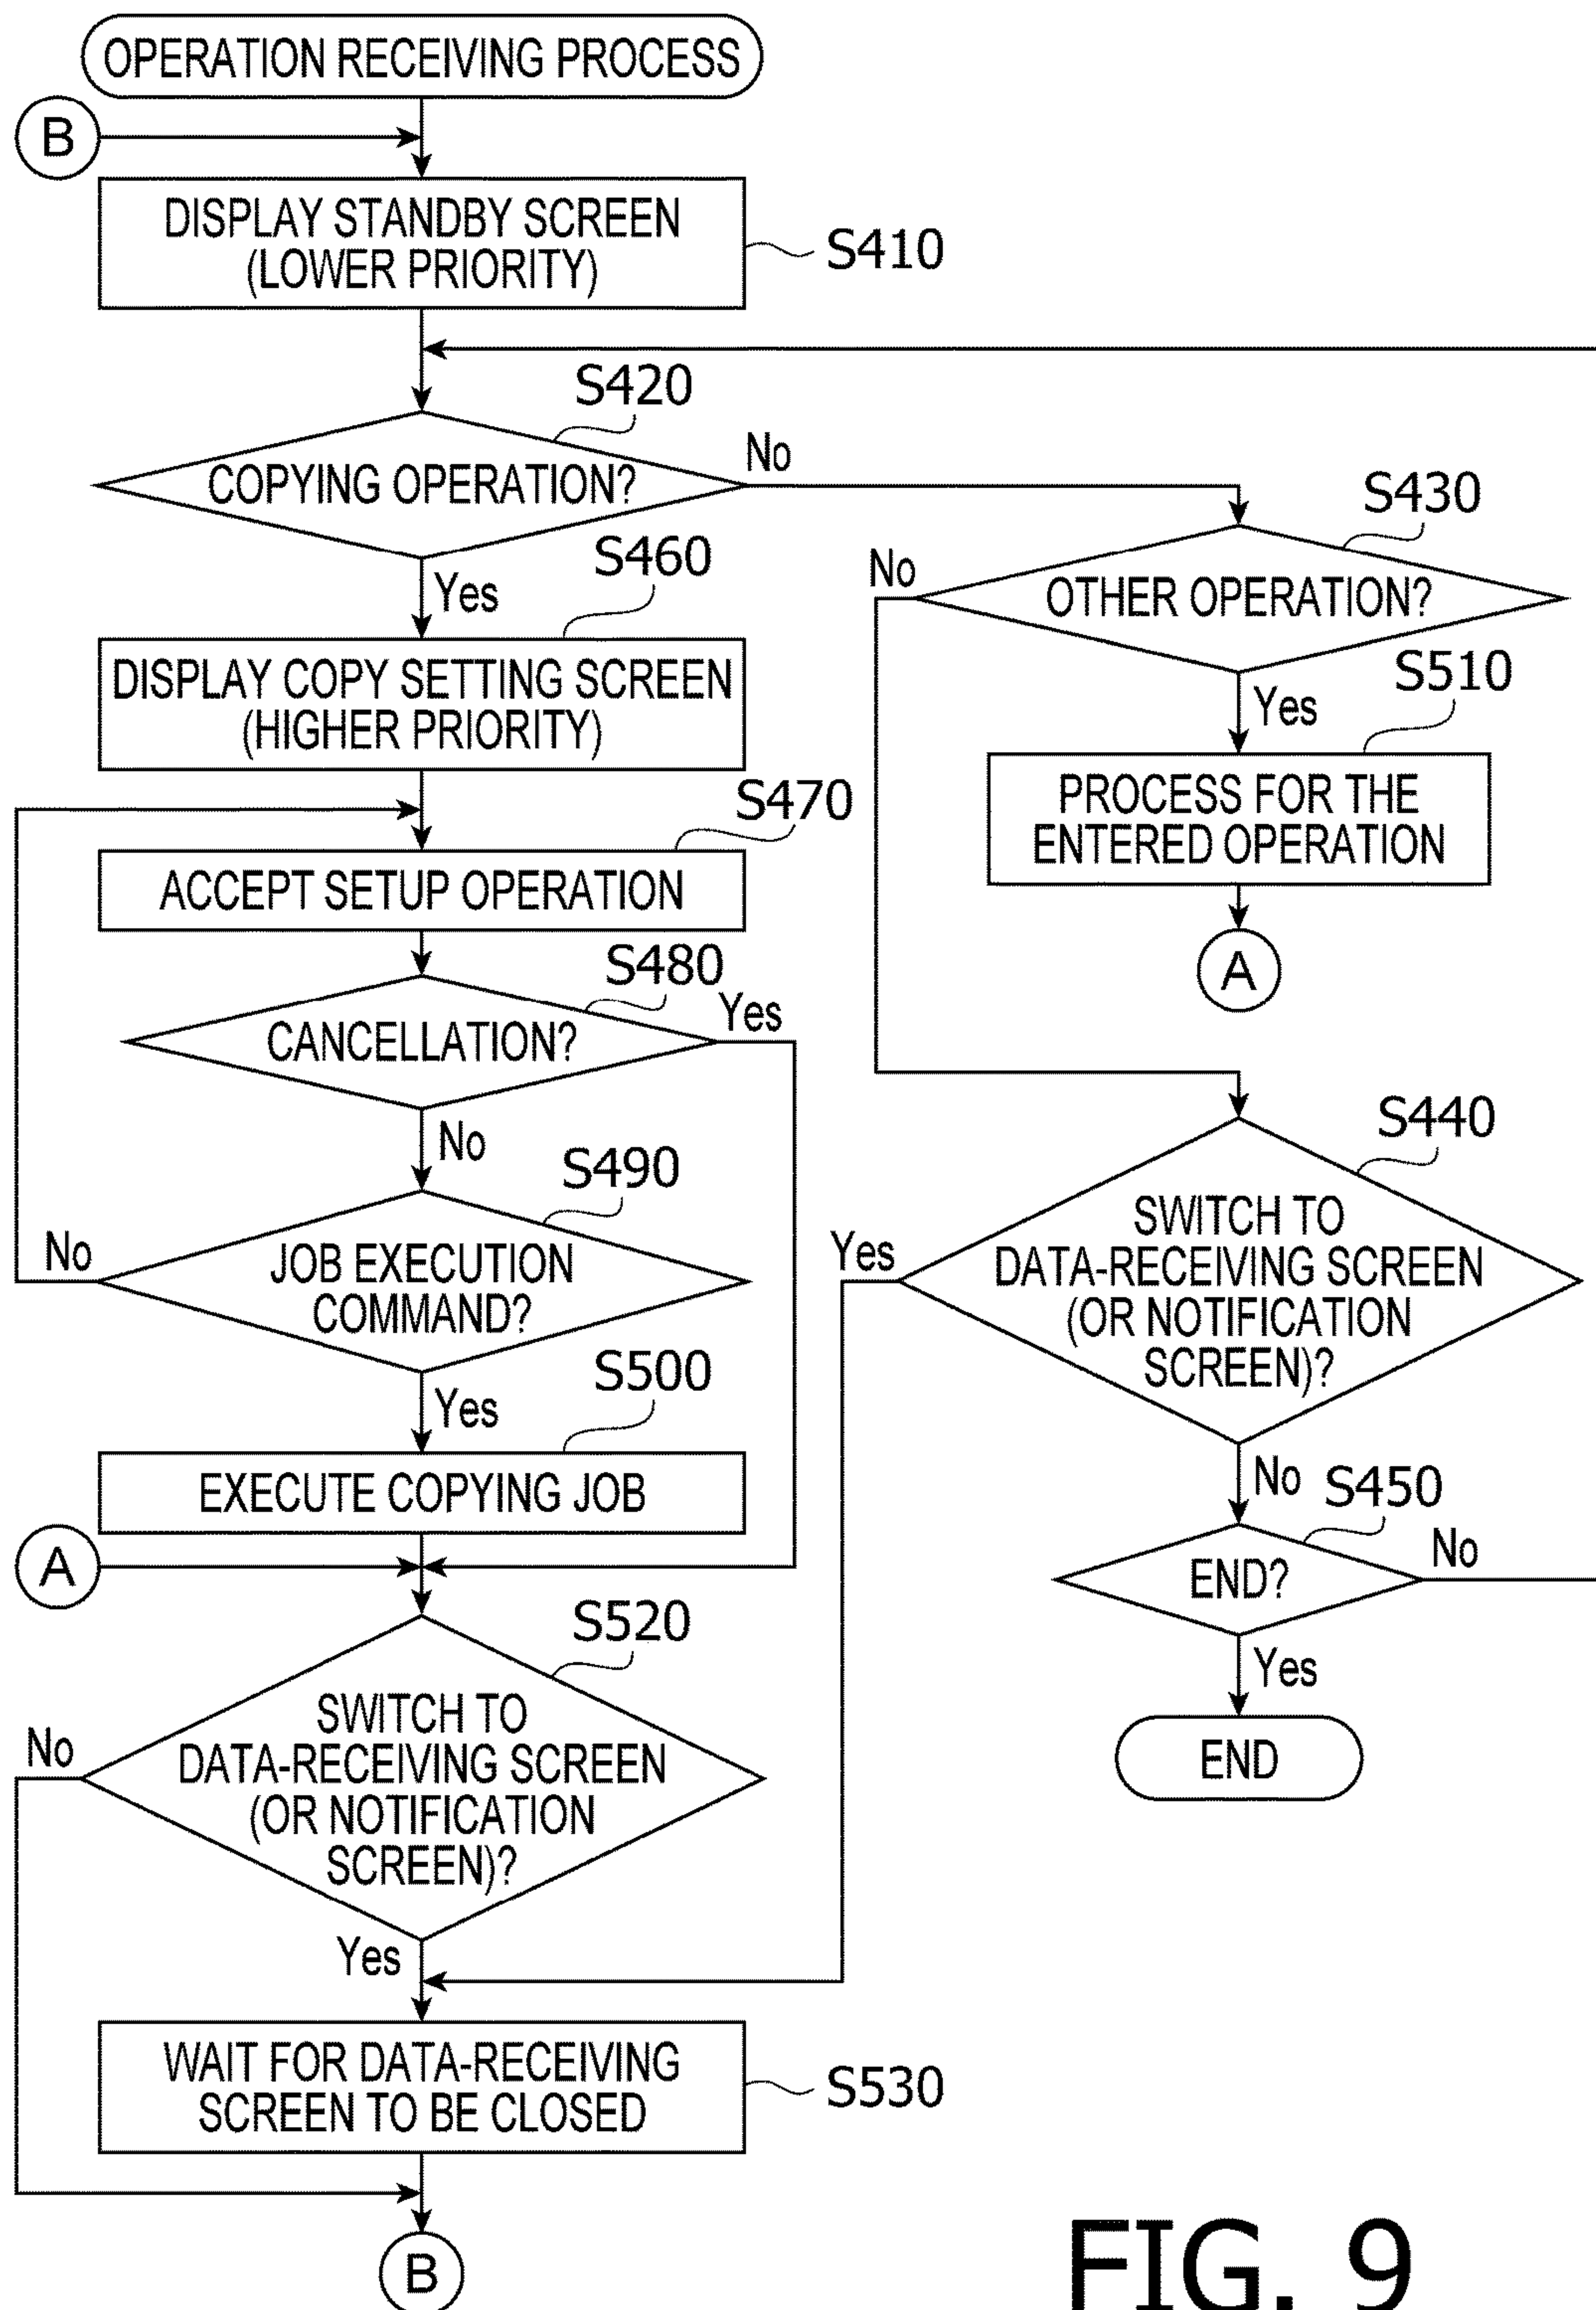 OPERATION RECEIVING PROCESS
B
DISPLAY STANDBY SCREEN
(LOWER PRIORITY)
S410
S420
COPYING OPERATION?
No
Yes
S430
OTHER OPERATION?
No
Yes
S460
DISPLAY COPY SETTING SCREEN
(HIGHER PRIORITY)
S510
PROCESS FOR THE
ENTERED OPERATION
A
S470
ACCEPT SETUP OPERATION
S480
CANCELLATION?
Yes
No
S490
JOB EXECUTION
COMMAND?
No
Yes
S440
SWITCH TO
DATA-RECEIVING SCREEN
(OR NOTIFICATION
SCREEN)?
Yes
No
S500
EXECUTE COPYING JOB
A
S450
END?
No
Yes
END
S520
SWITCH TO
DATA-RECEIVING SCREEN
(OR NOTIFICATION
SCREEN)?
No
Yes
WAIT FOR DATA-RECEIVING
SCREEN TO BE CLOSED
S530
B
FIG. 9